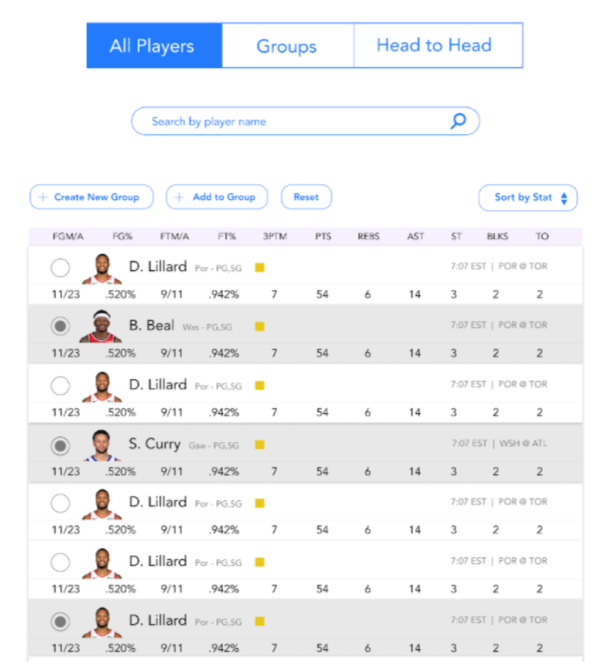 All Players Groups Head to Head
Search by player name
+ Create New Group + Add to Group Reset Sort by Stat
FGM/A FG% FTM/A FT% 3PTM PTS REBS AST ST BLKS TO
D. Lillard Por - PG,SG 7:07 EST | POR @ TOR
11/23 .520% 9/11 .942% 7 54 6 14 3 2 2
B. Beal Was - PG,SG 7:07 EST | POR @ TOR
11/23 .520% 9/11 .942% 7 54 6 14 3 2 2
D. Lillard Por - PG,SG 7:07 EST | POR @ TOR
11/23 .520% 9/11 .942% 7 54 6 14 3 2 2
S. Curry Gsw - PG,SG 7:07 EST | WSH @ ATL
11/23 .520% 9/11 .942% 7 54 6 14 3 2 2
D. Lillard Por - PG,SG 7:07 EST | POR @ TOR
11/23 .520% 9/11 .942% 7 54 6 14 3 2 2
D. Lillard Por - PG,SG 7:07 EST | POR @ TOR
11/23 .520% 9/11 .942% 7 54 6 14 3 2 2
D. Lillard Por - PG,SG 7:07 EST | POR @ TOR
11/23 .520% 9/11 .942% 7 54 6 14 3 2 2